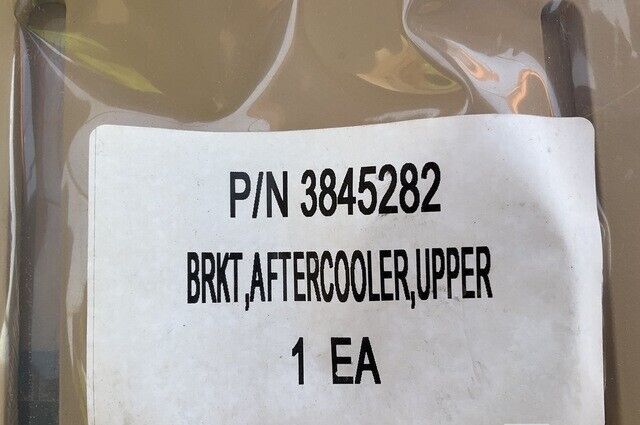 P/N 3845282
BRKT,AFTERCOOLER,UPPER
1 EA